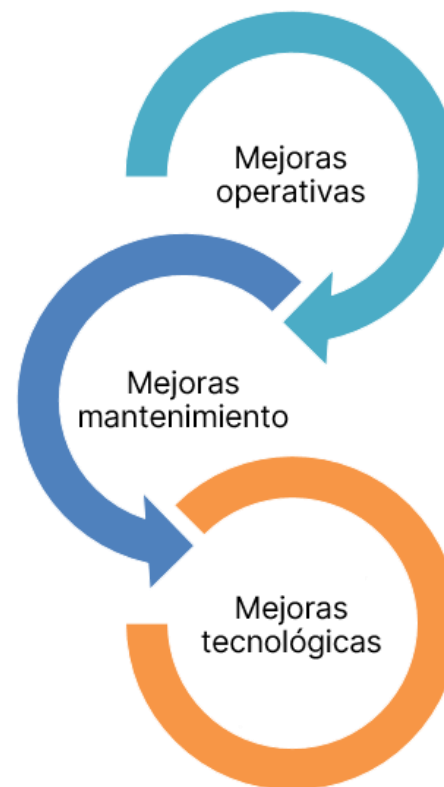 Mejoras
operativas
Mejoras
mantenimiento
Mejoras
tecnológicas